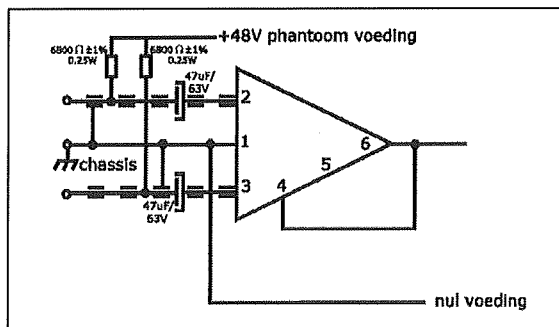 +48V phantoom voeding
6800 Ω ±1% 6800 Ω ±1%
0.25W 0.25W
47uF/
63V
2
1
6
chassis
5
3
4
47uF/
63V
nul voeding